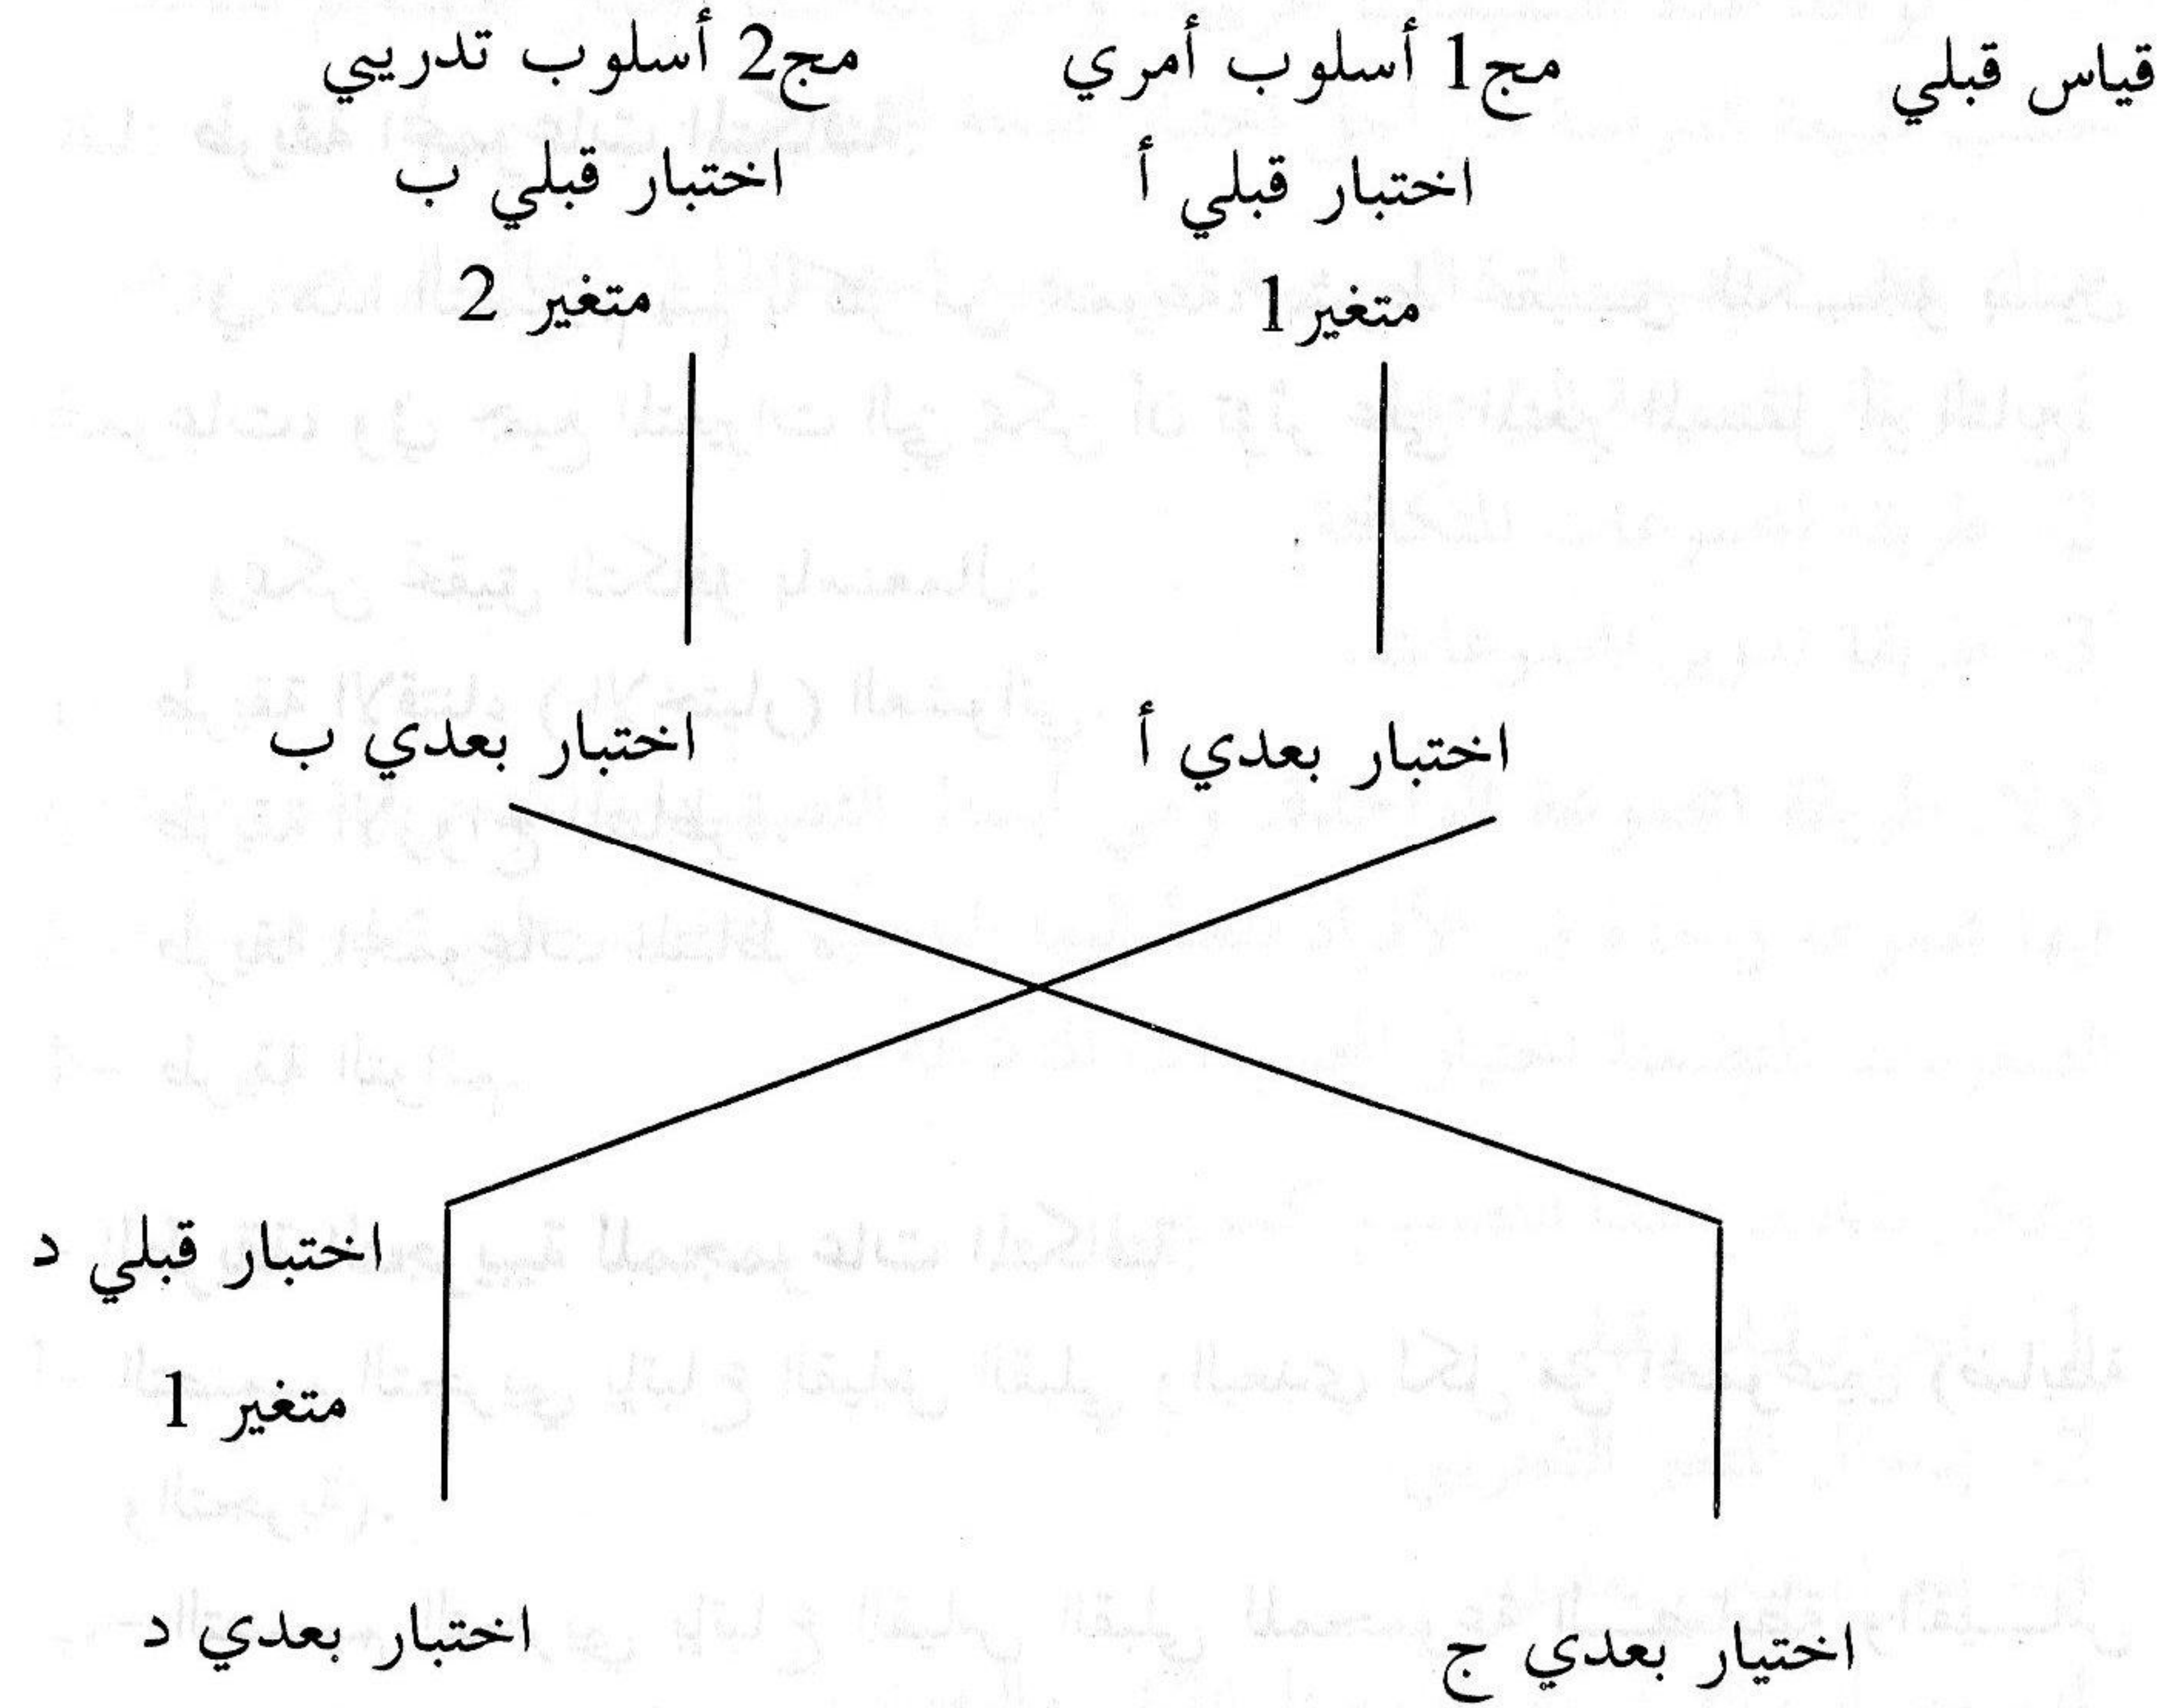 قياس قبلي مج1 أسلوب أمري مج2 أسلوب تدريبي
اختبار قبلي أ اختبار قبلي ب
متغير1 متغير 2
اختبار بعدي أ اختبار بعدي ب
اختبار قبلي د
متغير 1
اختيار بعدي ج اختبار بعدي د